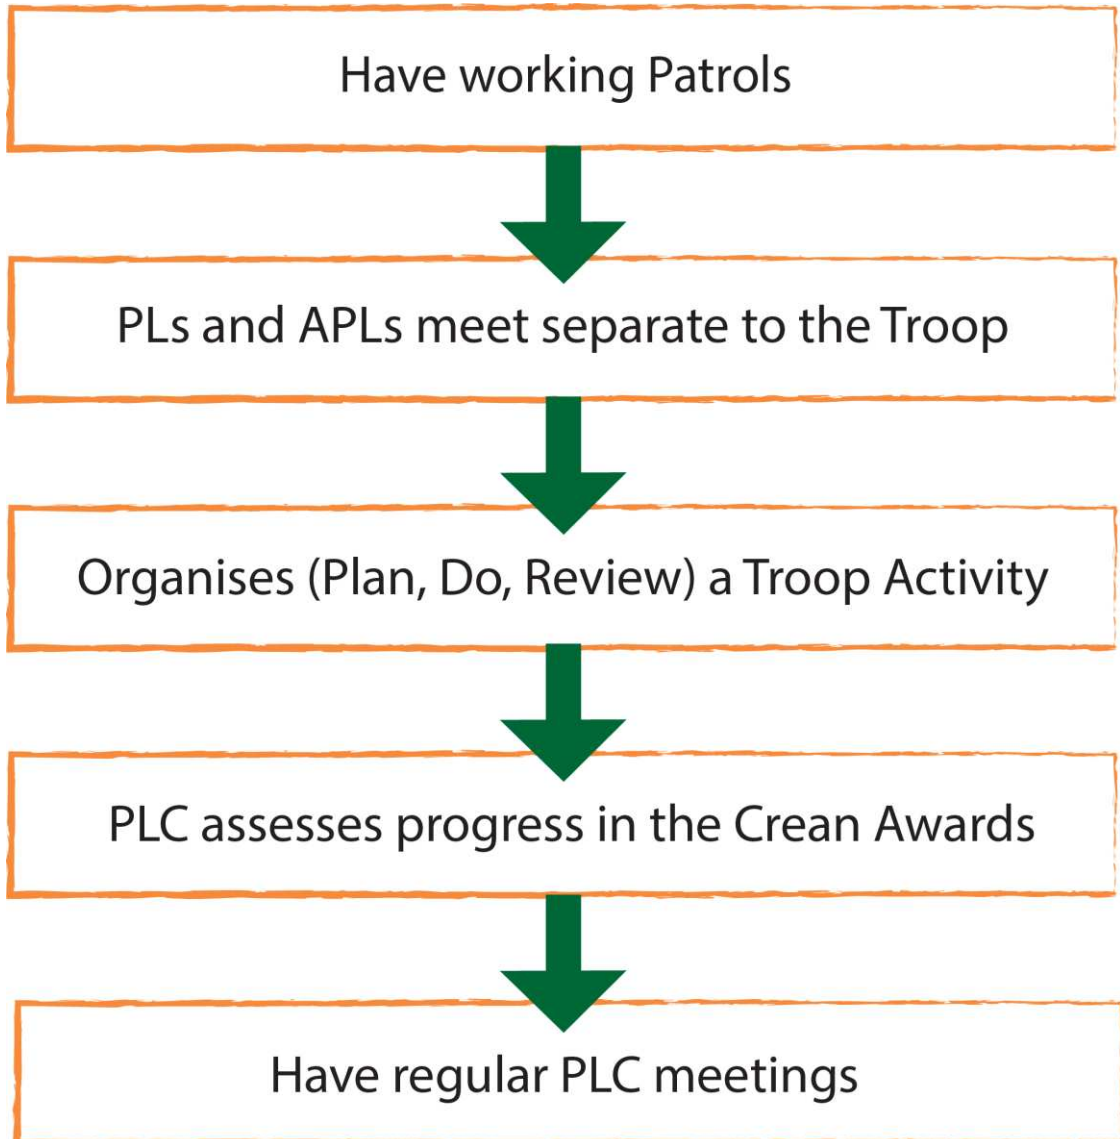 Have working Patrols
PLs and APLs meet separate to the Troop
Organises (Plan, Do, Review) a Troop Activity
PLC assesses progress in the Crean Awards
Have regular PLC meetings